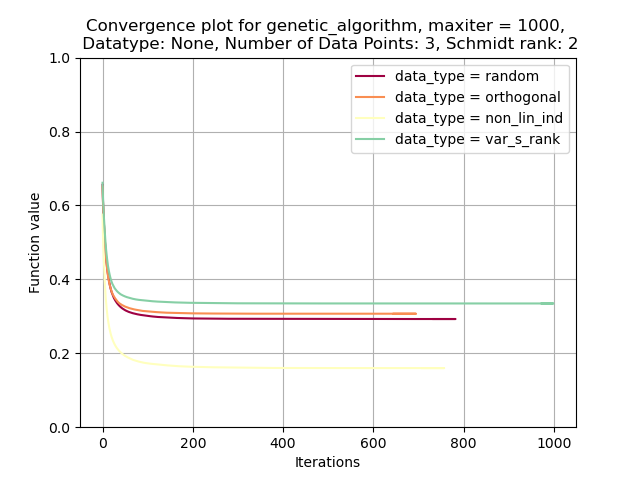 Convergence plot for genetic_algorithm, maxiter = 1000,
Datatype: None, Number of Data Points: 3, Schmidt rank: 2
1.0
0.8
0.6
0.4
0.2
0.0
Function value
data_type = random
data_type = orthogonal
data_type = non_lin_ind
data_type = var_s_rank
0 200 400 600 800 1000
Iterations